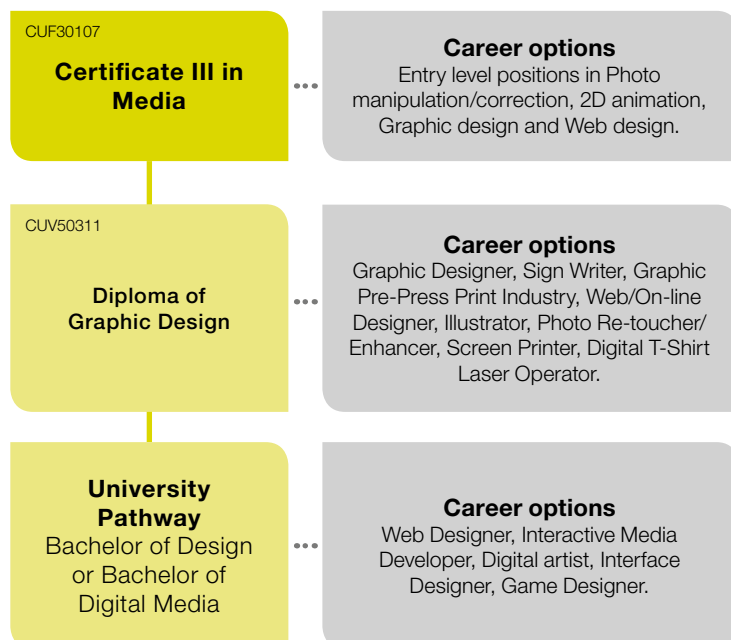 CUF30107
Certificate III in
Media
Career options
Entry level positions in Photo
manipulation/correction, 2D animation,
Graphic design and Web design.
CUV50311
Diploma of
Graphic Design
Career options
Graphic Designer, Sign Writer, Graphic
Pre-Press Print Industry, Web/On-line
Designer, Illustrator, Photo Re-toucher/
Enhancer, Screen Printer, Digital T-Shirt
Laser Operator.
University
Pathway
Bachelor of Design
or Bachelor of
Digital Media
Career options
Web Designer, Interactive Media
Developer, Digital artist, Interface
Designer, Game Designer.